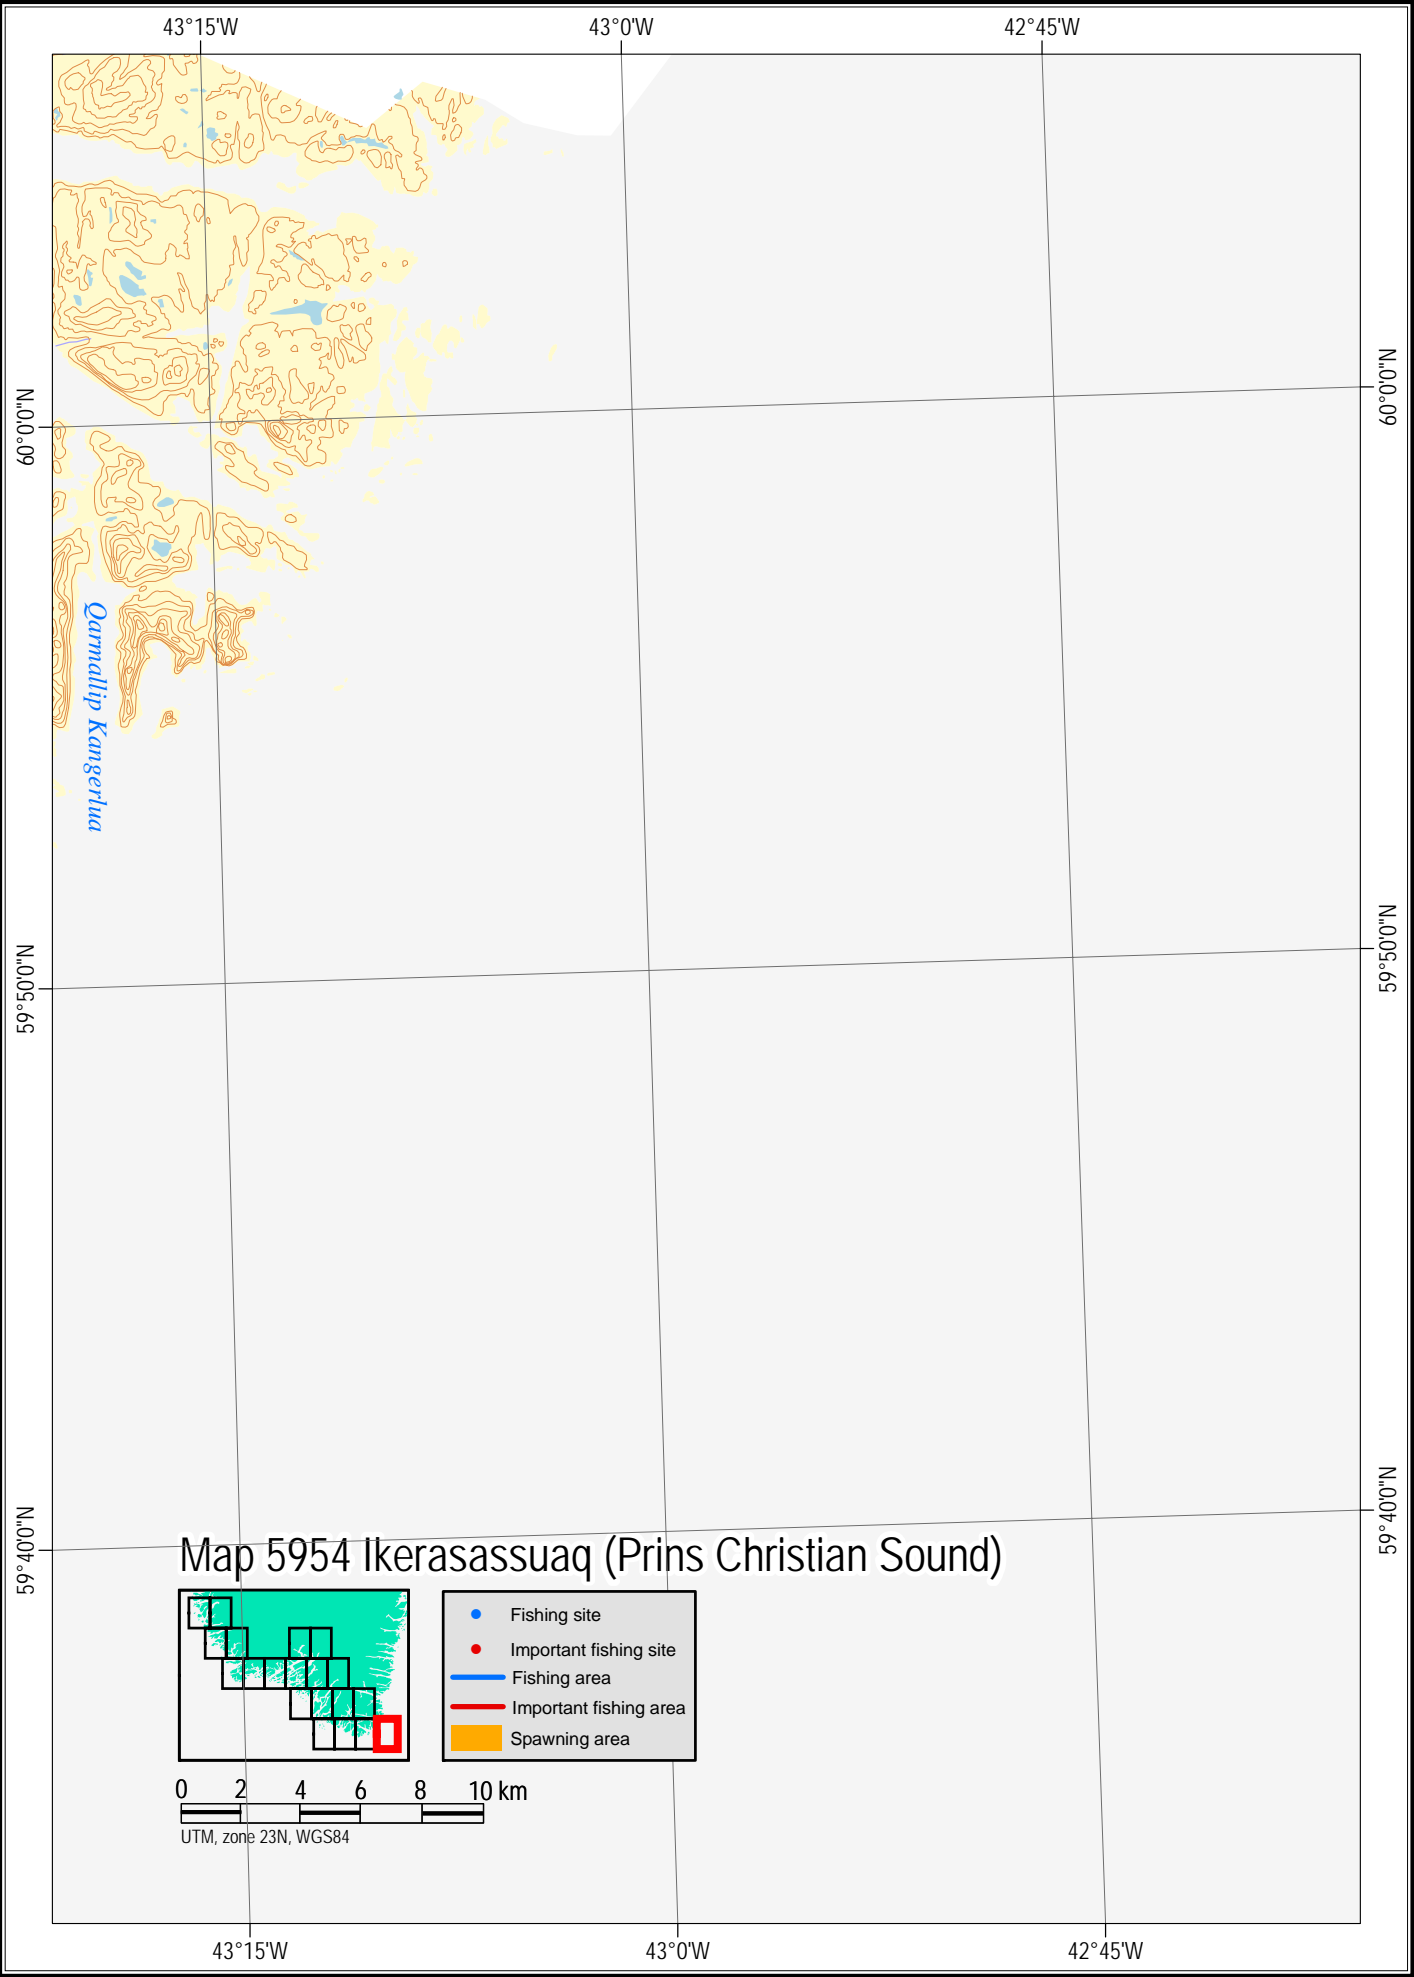 43°15'W
43°0'W
42°45'W
60°0'0"N
60°0'0"N
Qarmallip Kangerlua
59°50'0"N
59°50'0"N
59°40'0"N
59°40'0"N
Map 5954 Ikerasassuaq (Prins Christian Sound)
Fishing site
Important fishing site
Fishing area
Important fishing area
Spawning area
0 2 4 6 8 10 km
UTM, zone 23N, WGS84
43°15'W
43°0'W
42°45'W